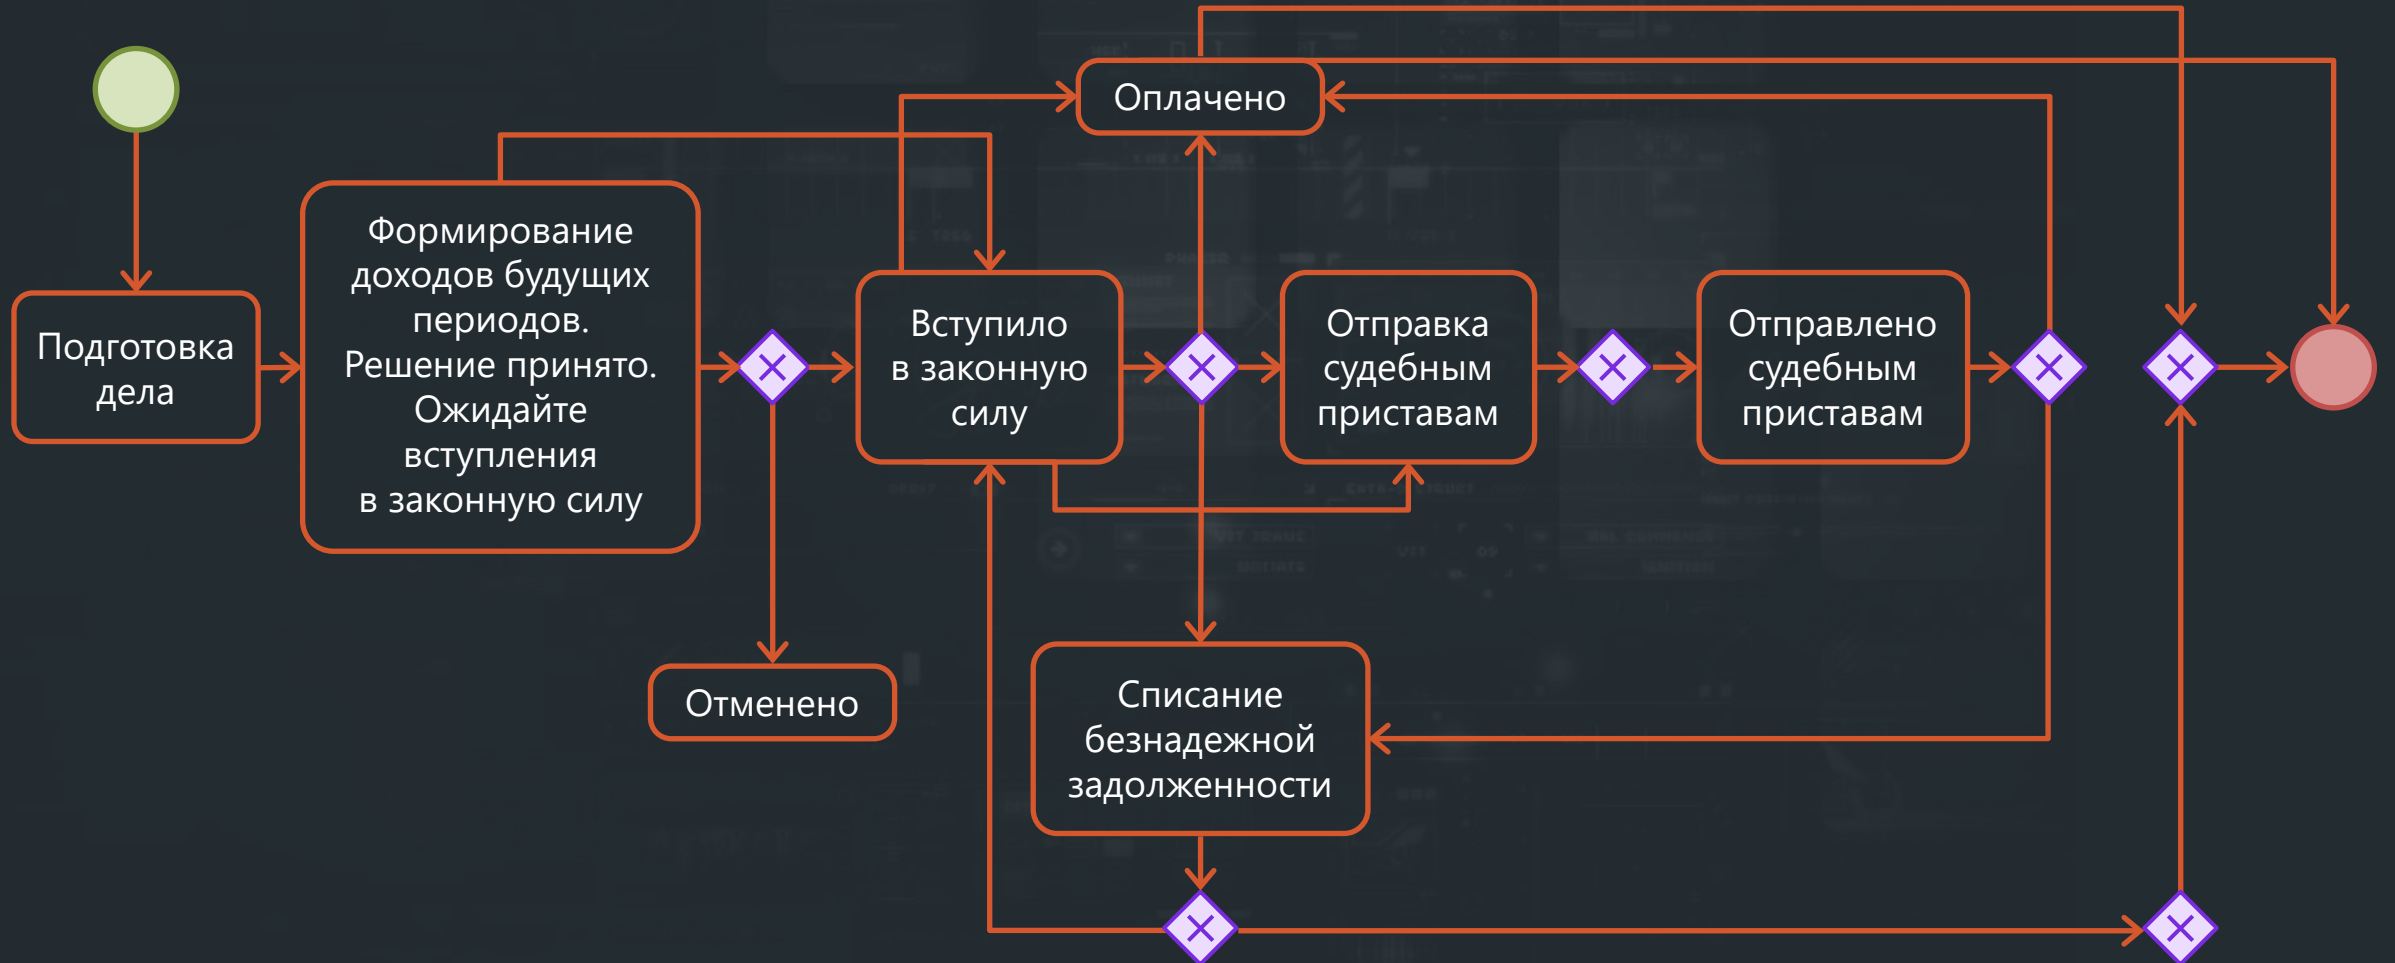 Оплачено
Формирование
доходов будущих
периодов.
Решение принято.
Ожидайте
вступления
в законную силу
Подготовка
дела
Вступило
в законную
силу
Отправка
судебным
приставам
Отправлено
судебным
приставам
Отменено
Списание
безнадежной
задолженности